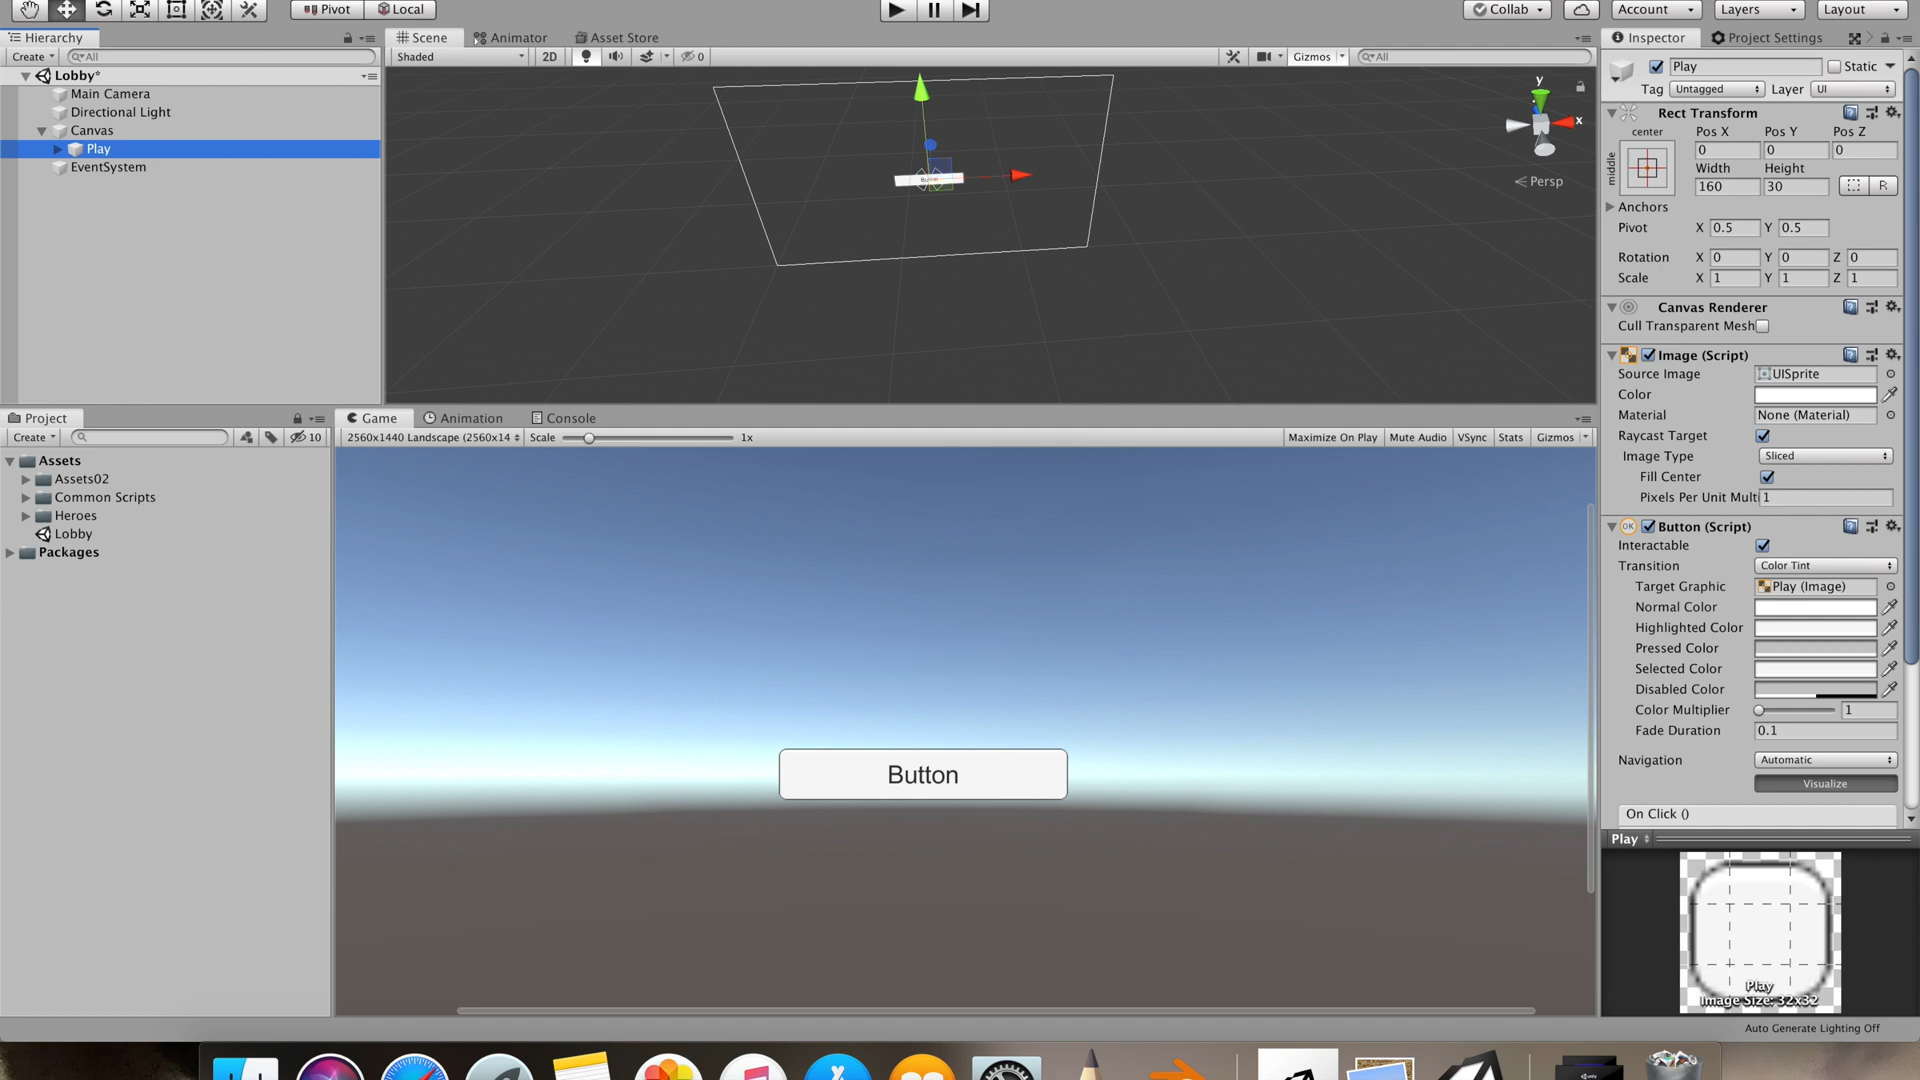 Pivot Local Collab Account Layers Layout
Hierarchy
Create All
Lobby*
Main Camera
Directional Light
Canvas
Play
EventSystem
Scene Animator Asset Store
Shaded 2D 0 Gizmos All
y
x
Persp
Button
Project
Create 10
Assets
Assets02
Common Scripts
Heroes
Lobby
Packages
Game Animation Console
2560x1440 Landscape (2560x14 Scale 1x Maximize On Play Mute Audio VSync Stats Gizmos
Button
Inspector Project Settings
Play Static
Tag Untagged Layer UI
Rect Transform
center Pos X Pos Y Pos Z
middle 0 0 0
Width Height
160 30 R
Anchors
Pivot X 0.5 Y 0.5
Rotation X 0 Y 0 Z 0
Scale X 1 Y 1 Z 1
Canvas Renderer
Cull Transparent Mesh
Image (Script)
Source Image UISprite
Color
Material None (Material)
Raycast Target
Image Type Sliced
Fill Center
Pixels Per Unit Multi 1
OK Button (Script)
Interactable
Transition Color Tint
Target Graphic Play (Image)
Normal Color
Highlighted Color
Pressed Color
Selected Color
Disabled Color
Color Multiplier 1
Fade Duration 0.1
Navigation Automatic
Visualize
On Click ()
Play
Play
Image Size: 32x32
Auto Generate Lighting Off